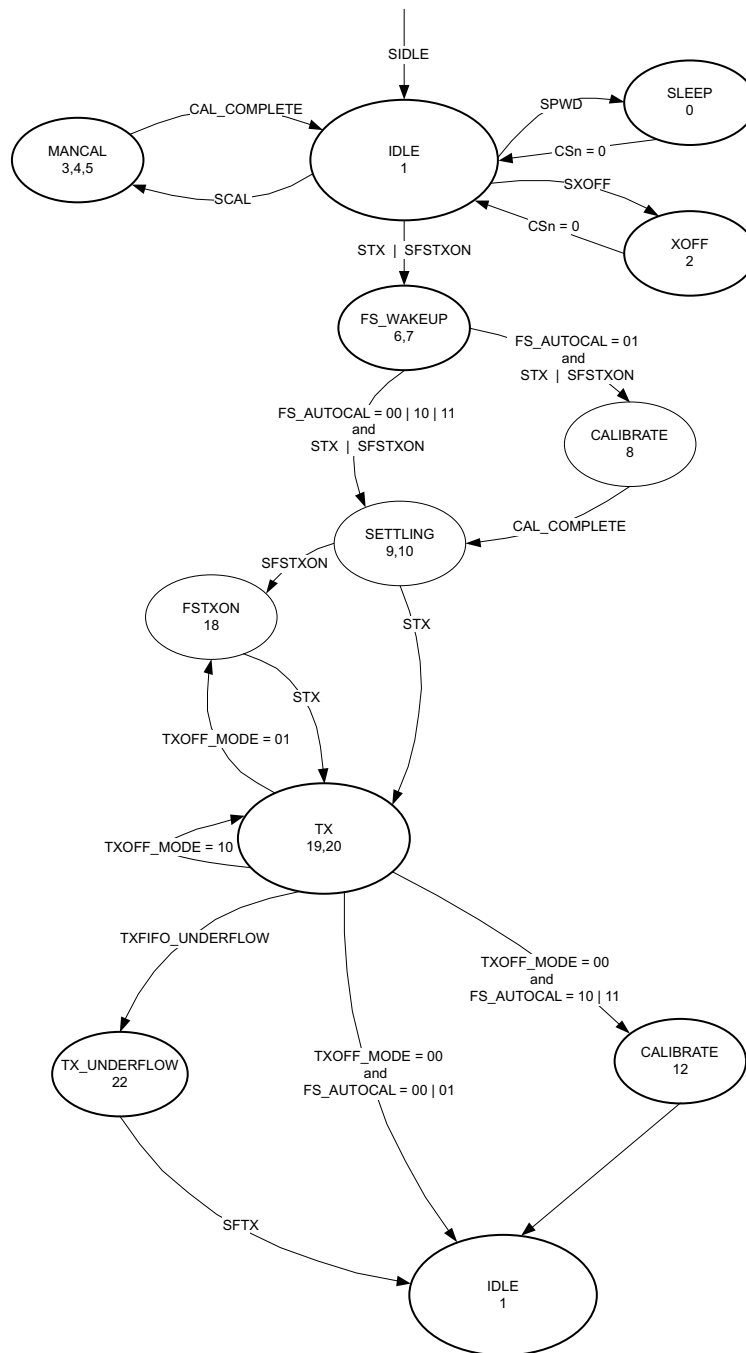 SIDLE
SLEEP
0
SPWD
CAL_COMPLETE
MANCAL
3,4,5
IDLE
1
CSn = 0
SXOFF
SCAL
CSn = 0
XOFF
2
STX | SFSTXON
FS_WAKEUP
6,7
FS_AUTOCAL = 01
and
STX | SFSTXON
FS_AUTOCAL = 00 | 10 | 11
and
STX | SFSTXON
CALIBRATE
8
CAL_COMPLETE
SETTLING
9,10
SFSTXON
FSTXON
18
STX
STX
TXOFF_MODE = 01
TX
19,20
TXOFF_MODE = 10
TXFIFO_UNDERFLOW
TXOFF_MODE = 00
and
FS_AUTOCAL = 10 | 11
TXOFF_MODE = 00
and
FS_AUTOCAL = 00 | 01
TX_UNDERFLOW
22
CALIBRATE
12
SFTX
IDLE
1